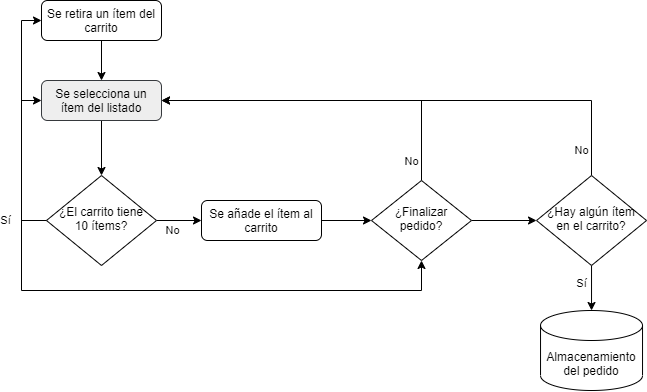 Se retira un ítem del
carrito
Se selecciona un
ítem del listado
No
No
¿El carrito tiene
10 ítems?
Sí
No
Se añade el ítem al
carrito
¿Finalizar
pedido?
¿Hay algún ítem
en el carrito?
Sí
Almacenamiento
del pedido